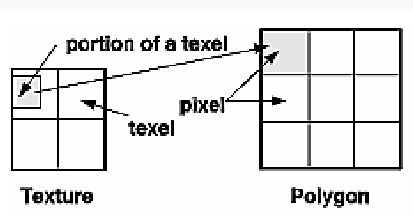 portion of a texel
pixel
texel
Texture
Polygon